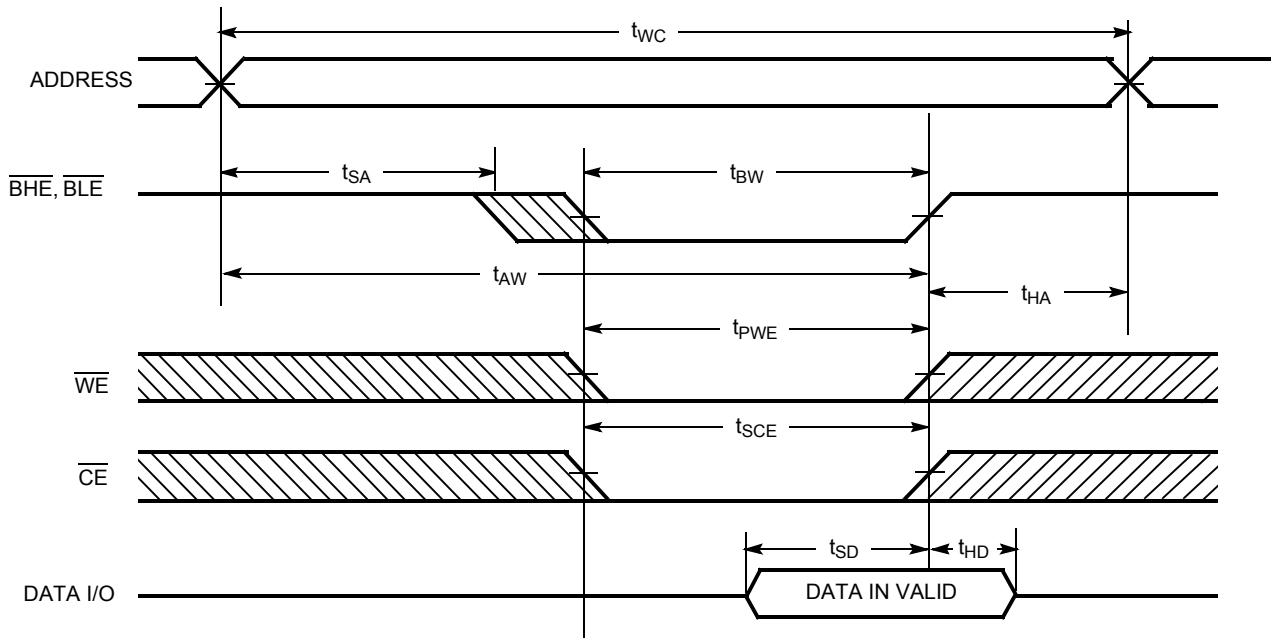 tWC
ADDRESS
tSA
tBW
BHE, BLE
tAW
tHA
tPWE
WE
tSCE
CE
tSD
tHD
DATA I/O
DATA IN VALID